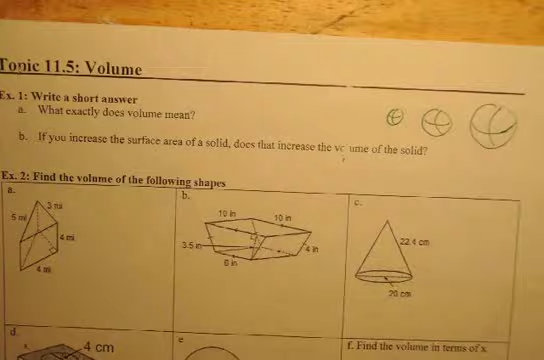 Topic 11.5: Volume
Ex. 1: Write a short answer
a. What exactly does volume mean?
b. If you increase the surface area of a solid, does that increase the vo ume of the solid?
Ex. 2: Find the volume of the following shapes
a.
b.
c.
5 mi
3 mi
4 mi
4 mi
10 in
10 in
3.5 in
4 in
6 in
22.4 cm
20 cm
d.
4 cm
e
f. Find the volume in terms of x